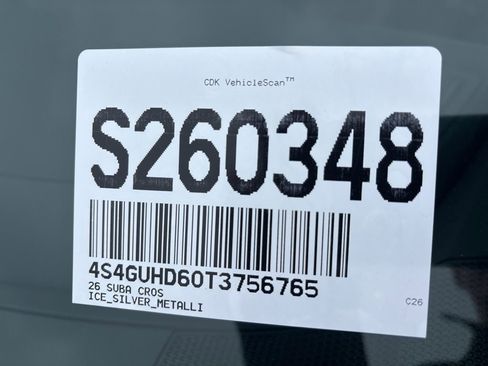 CDK VehicleScan™
S260348
4S4GUHD60T3756765
26 SUBA CROS
ICE_SILVER_METALLI
C26